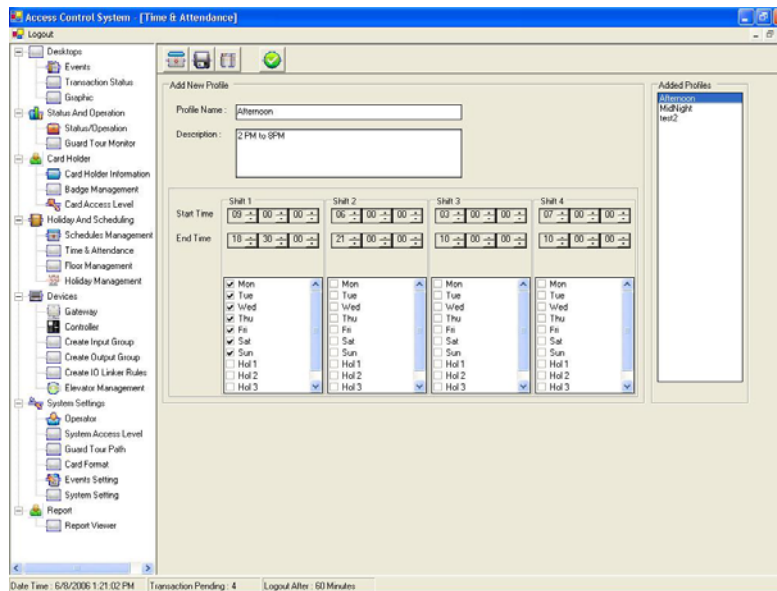 Access Control System - [Time & Attendance]
Logout
Desktops
Events
Transaction Status
Graphic
Status And Operation
Status/Operation
Guard Tour Monitor
Card Holder
Card Holder Information
Badge Management
Card Access Level
Holiday And Scheduling
Schedules Management
Time & Attendance
Floor Management
Holiday Management
Devices
Gateway
Controller
Create Input Group
Create Output Group
Create IO Linker Rules
Elevator Management
System Settings
Operator
System Access Level
Guard Tour Path
Card Format
Events Setting
System Setting
Report
Report Viewer
Add New Profile
Profile Name : Afternoon
Description : 2 PM to 8PM
Shift 1 Shift 2 Shift 3 Shift 4
Start Time 09 00 00 06 00 00 03 00 00 07 00 00
End Time 18 30 00 21 00 00 10 00 00 10 00 00
Mon Mon Mon Mon
Tue Tue Tue Tue
Wed Wed Wed Wed
Thu Thu Thu Thu
Fri Fri Fri Fri
Sat Sat Sat Sat
Sun Sun Sun Sun
Hol 1 Hol 1 Hol 1 Hol 1
Hol 2 Hol 2 Hol 2 Hol 2
Hol 3 Hol 3 Hol 3 Hol 3
Added Profiles
Afternoon
MidNight
test2
Date Time : 6/8/2006 1:21:02 PM Transaction Pending : 4 Logout After : 60 Minutes